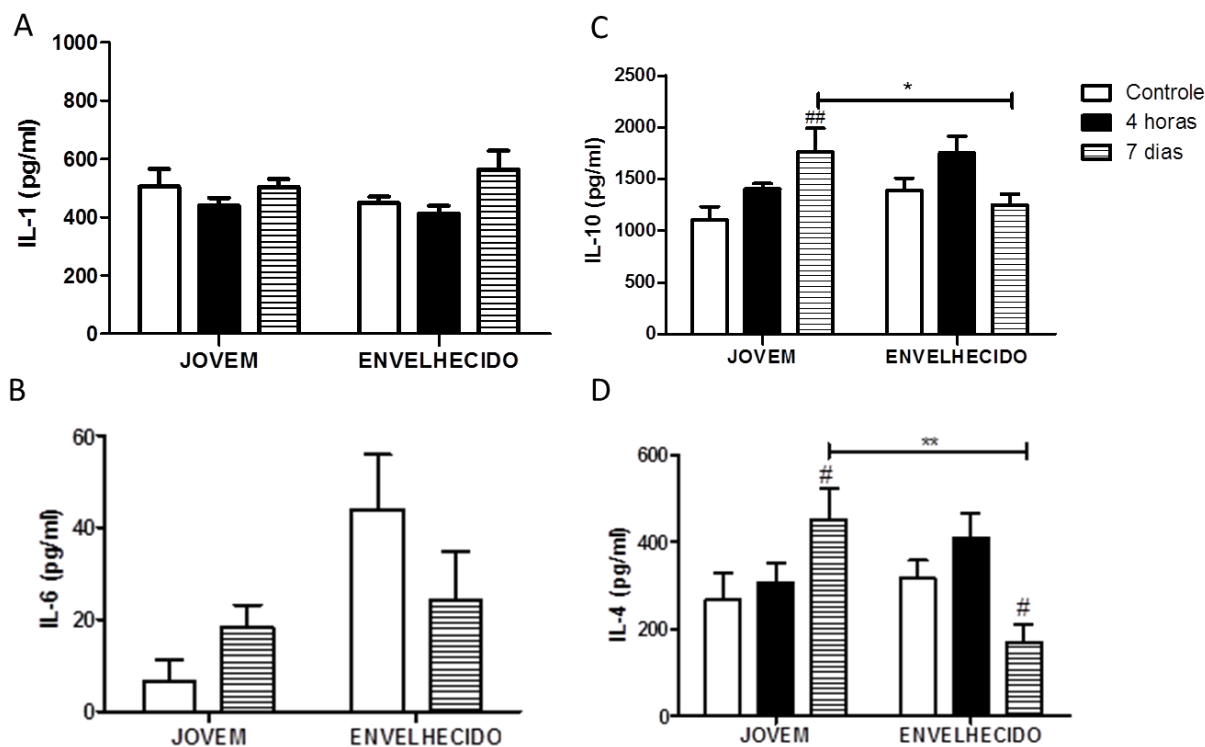 A
IL-1 (pg/ml)
1000
800
600
400
200
0
JOVEM ENVELHECIDO
C
IL-10 (pg/ml)
2500
2000
1500
1000
500
0
##
*
JOVEM ENVELHECIDO
Controle
4 horas
7 dias
B
IL-6 (pg/ml)
60
40
20
0
JOVEM ENVELHECIDO
D
IL-4 (pg/ml)
600
400
200
0
#
**
#
JOVEM ENVELHECIDO